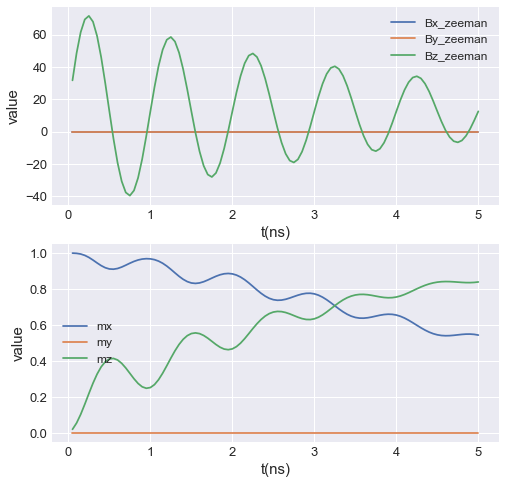 60
40
20
0
−20
−40
value
Bx_zeeman
By_zeeman
Bz_zeeman
0 1 2 3 4 5
t(ns)
1.0
0.8
0.6
0.4
0.2
0.0
value
mx
my
mz
0 1 2 3 4 5
t(ns)